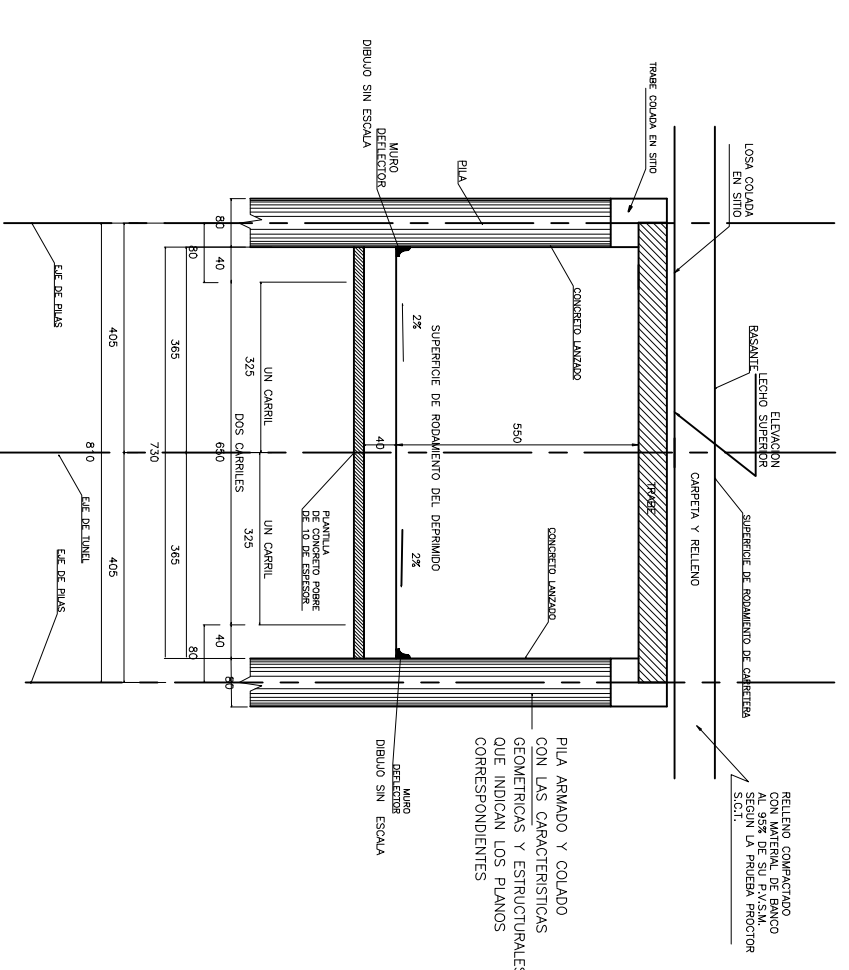 TRABE COLADA EN SITIO
LOSA COLADA
EN SITIO
RASANTE
ELEVACION
LECHO SUPERIOR
CARPETA Y RELLENO
SUPERFICIE DE RODAMIENTO DE CARRETERA
RELLENO COMPACTADO
CON MATERIAL DE BANCO
AL 95% DE SU P.V.S.M.
SEGUN LA PRUEBA PROCTOR
S.C.T.
TRABE
DIBUJO SIN ESCALA
MURO
DEFLECTOR
PILA
CONCRETO LANZADO
550
CONCRETO LANZADO
PILA ARMADO Y COLADO
CON LAS CARACTERISTICAS
GEOMETRICAS Y ESTRUCTURALES
QUE INDICAN LOS PLANOS
CORRESPONDIENTES
2%
SUPERFICIE DE RODAMIENTO DEL DEPRIMIDO
2%
MURO
DEFLECTOR
DIBUJO SIN ESCALA
40
PLANTILLA
DE CONCRETO POBRE
DE 10 DE ESPESOR
UN CARRIL
UN CARRIL
325
325
80
40
DOS CARRILES
650
40
80
80
80
365
365
730
405
405
810
EJE DE PILAS
EJE DE TUNEL
EJE DE PILAS